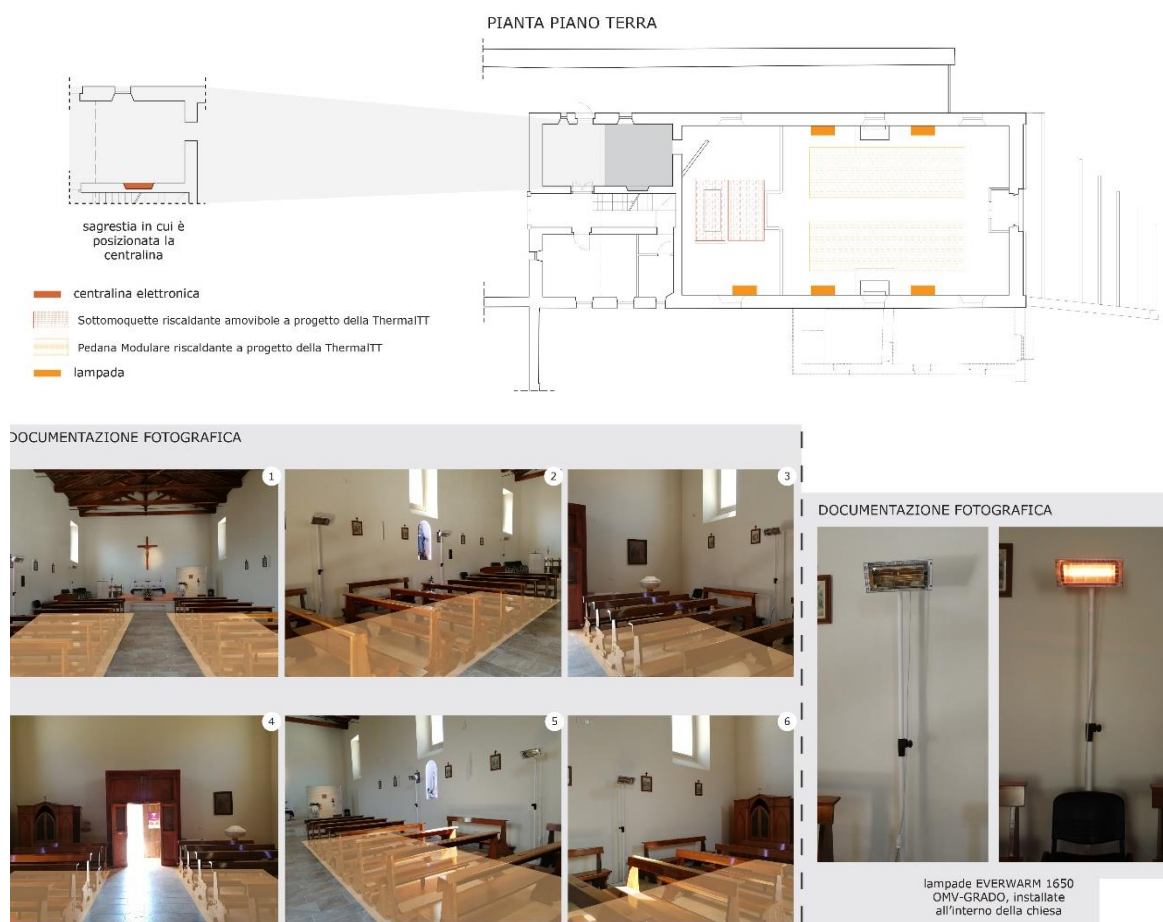 PIANTA PIANO TERRA
sagrestia in cui è
posizionata la
centralina
centralina elettronica
Sottomoquette riscaldante amovibole a progetto della ThermalTT
Pedana Modulare riscaldante a progetto della ThermalTT
lampada
DOCUMENTAZIONE FOTOGRAFICA
1
2
3
4
5
6
DOCUMENTAZIONE FOTOGRAFICA
lampade EVERWARM 1650
OMV-GRADO, installate
all'interno della chiesa